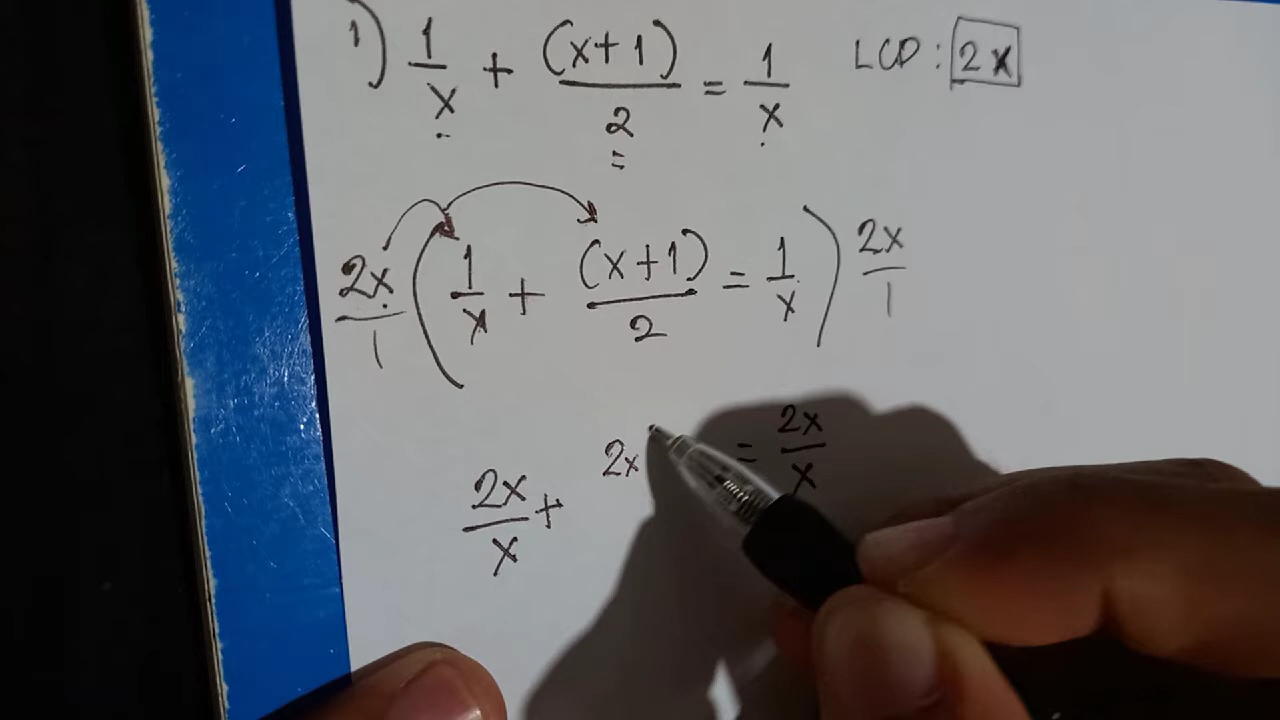 1) 1/x + (x+1)/2 = 1/x LCD : 2x
2x/1 ( 1/x + (x+1)/2 = 1/x ) 2x/1
2x/x + 2x = 2x/x